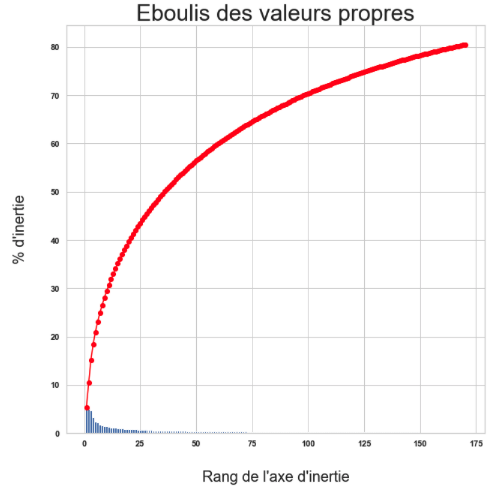 Eboulis des valeurs propres
80
70
60
50
40
30
20
10
0
% d'inertie
0 25 50 75 100 125 150 175
Rang de l'axe d'inertie